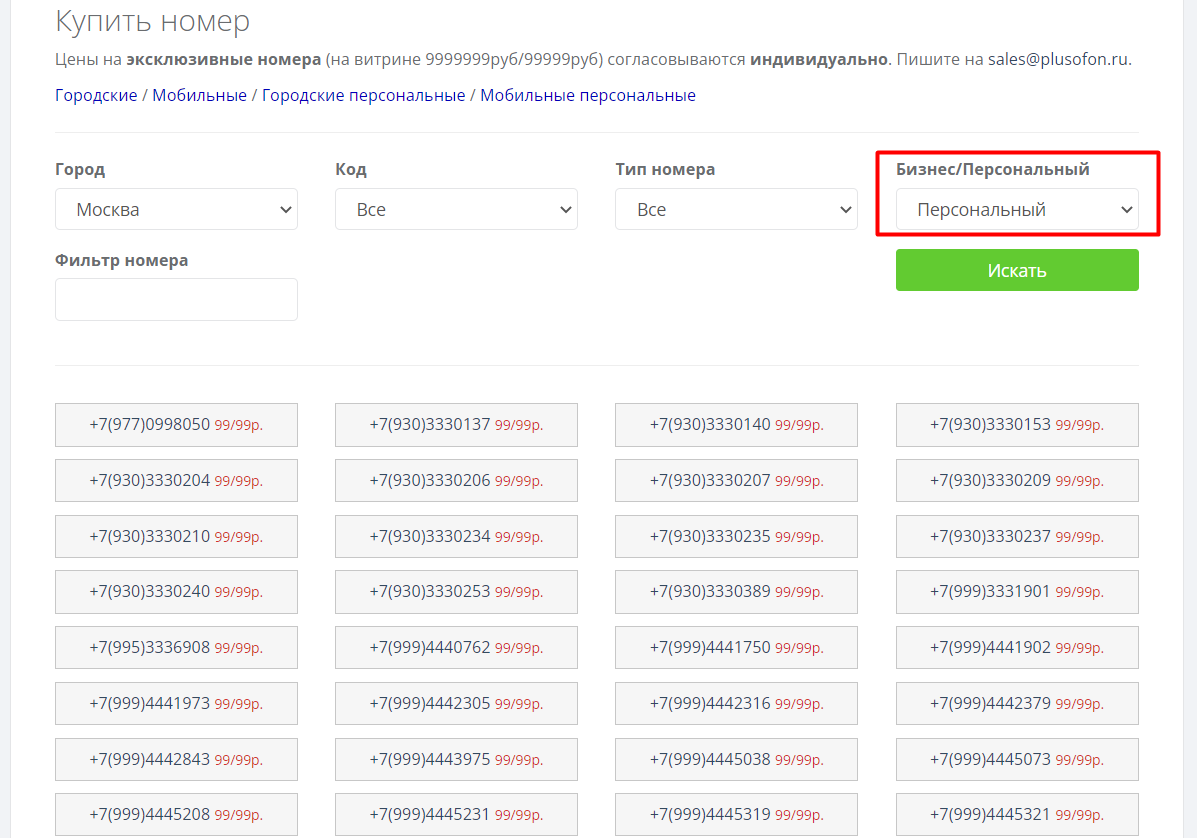 Купить номер
Цены на эксклюзивные номера (на витрине 9999999руб/99999руб) согласовываются индивидуально. Пишите на sales@plusofon.ru.
Городские / Мобильные / Городские персональные / Мобильные персональные
Город Код Тип номера Бизнес/Персональный
Москва Все Все Персональный
Фильтр номера
Искать
+7(977)0998050 99/99р. +7(930)3330137 99/99р. +7(930)3330140 99/99р. +7(930)3330153 99/99р.
+7(930)3330204 99/99р. +7(930)3330206 99/99р. +7(930)3330207 99/99р. +7(930)3330209 99/99р.
+7(930)3330210 99/99р. +7(930)3330234 99/99р. +7(930)3330235 99/99р. +7(930)3330237 99/99р.
+7(930)3330240 99/99р. +7(930)3330253 99/99р. +7(930)3330389 99/99р. +7(999)3331901 99/99р.
+7(995)3336908 99/99р. +7(999)4440762 99/99р. +7(999)4441750 99/99р. +7(999)4441902 99/99р.
+7(999)4441973 99/99р. +7(999)4442305 99/99р. +7(999)4442316 99/99р. +7(999)4442379 99/99р.
+7(999)4442843 99/99р. +7(999)4443975 99/99р. +7(999)4445038 99/99р. +7(999)4445073 99/99р.
+7(999)4445208 99/99р. +7(999)4445231 99/99р. +7(999)4445319 99/99р. +7(999)4445321 99/99р.